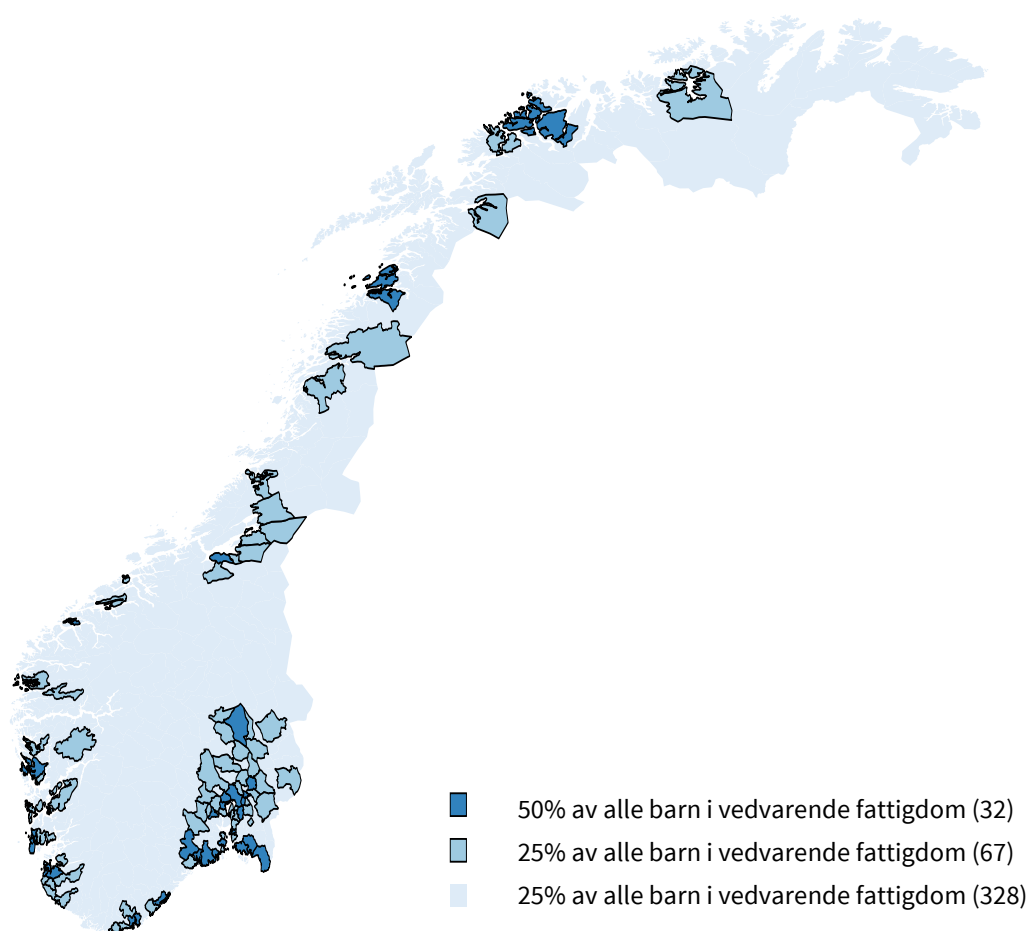 50% av alle barn i vedvarende fattigdom (32)
25% av alle barn i vedvarende fattigdom (67)
25% av alle barn i vedvarende fattigdom (328)